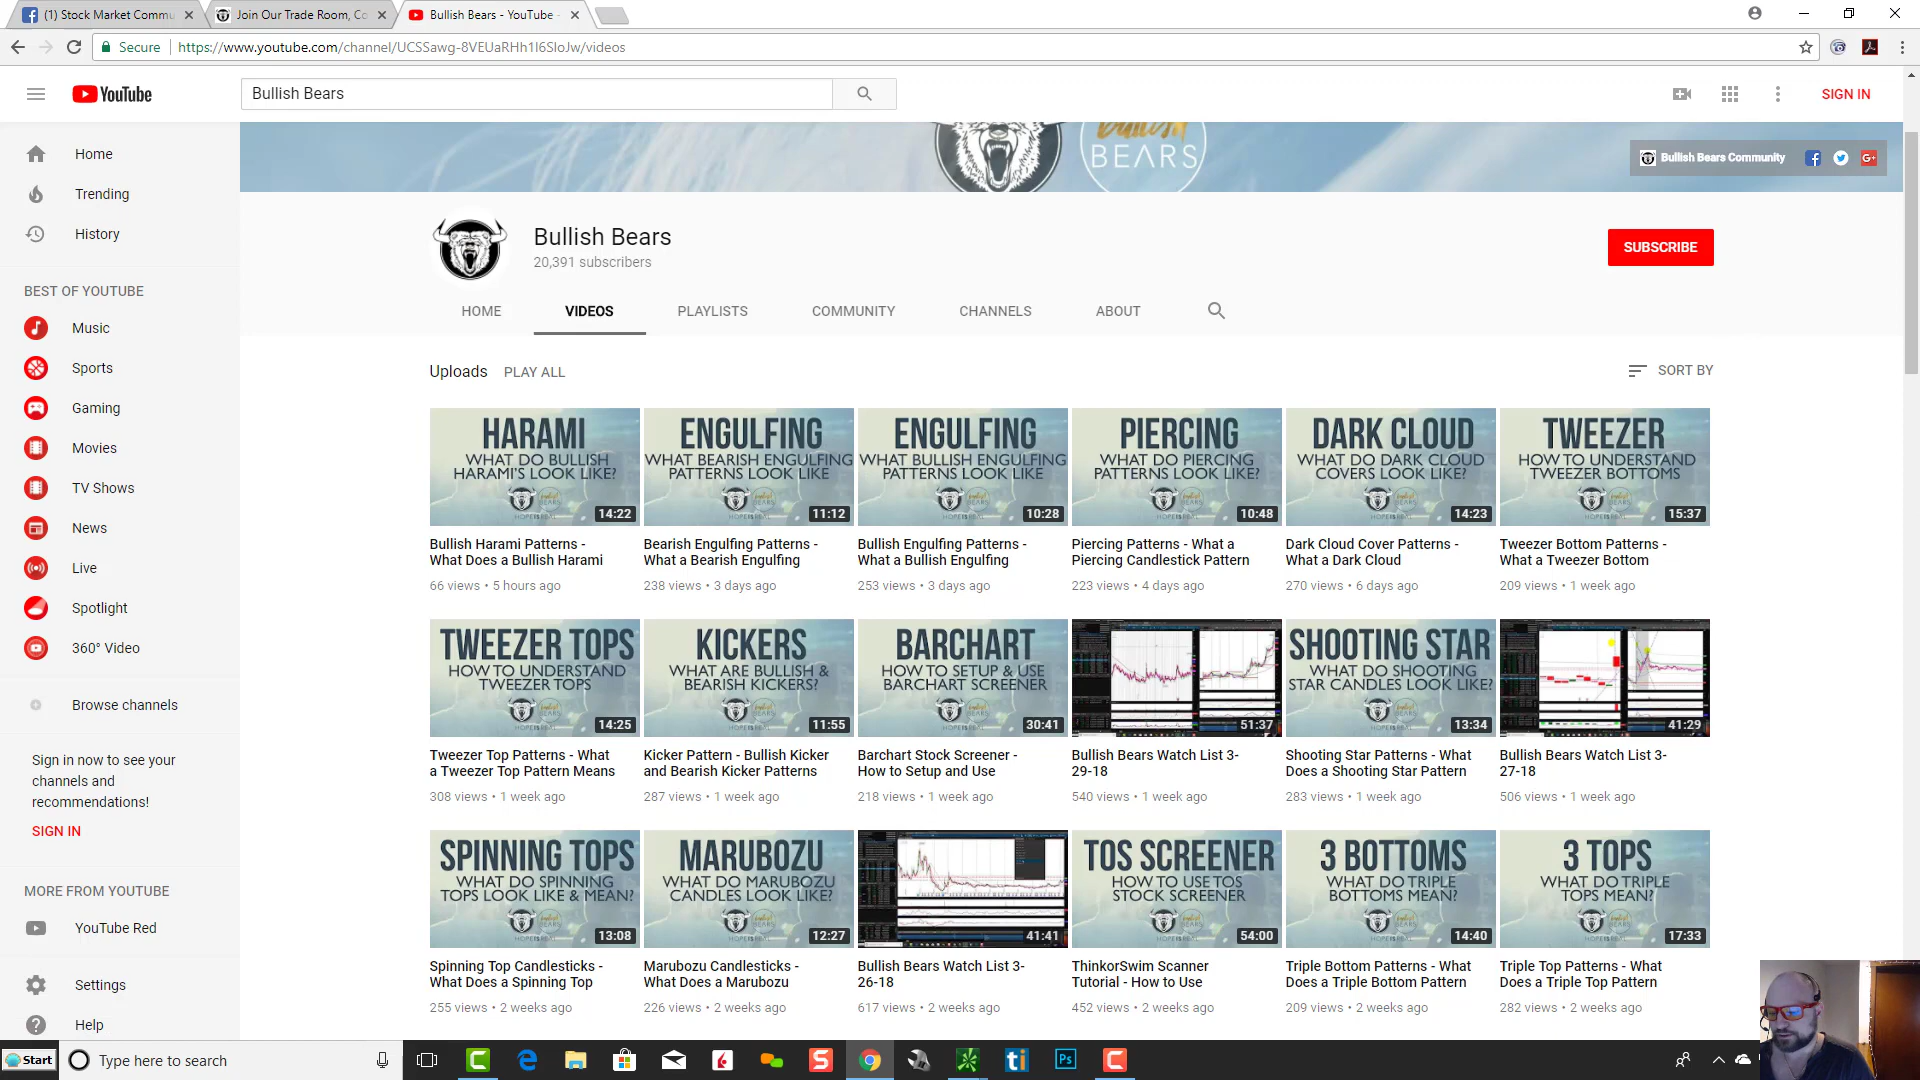 (1) Stock Market Commu
Join Our Trade Room, Co
Bullish Bears - YouTube -
Secure
https://www.youtube.com/channel/UCSSawg-8VEUaRHh1I6SIoJw/videos
YouTube
Bullish Bears
SIGN IN
bullish
BEARS
Bullish Bears Community
Home
Trending
History
BEST OF YOUTUBE
Music
Sports
Gaming
Movies
TV Shows
News
Live
Spotlight
360° Video
Browse channels
Sign in now to see your
channels and
recommendations!
SIGN IN
MORE FROM YOUTUBE
YouTube Red
Settings
Help
Bullish Bears
20,391 subscribers
SUBSCRIBE
HOME
VIDEOS
PLAYLISTS
COMMUNITY
CHANNELS
ABOUT
Uploads
PLAY ALL
SORT BY
HARAMI
WHAT DO BULLISH
HARAMI'S LOOK LIKE?
14:22
Bullish Harami Patterns -
What Does a Bullish Harami
66 views • 5 hours ago
ENGULFING
WHAT BEARISH ENGULFING
PATTERNS LOOK LIKE
11:12
Bearish Engulfing Patterns -
What a Bearish Engulfing
238 views • 3 days ago
ENGULFING
WHAT BULLISH ENGULFING
PATTERNS LOOK LIKE
10:28
Bullish Engulfing Patterns -
What a Bullish Engulfing
253 views • 3 days ago
PIERCING
WHAT DO PIERCING
PATTERNS LOOK LIKE?
10:48
Piercing Patterns - What a
Piercing Candlestick Pattern
223 views • 4 days ago
DARK CLOUD
WHAT DO DARK CLOUD
COVERS LOOK LIKE?
14:23
Dark Cloud Cover Patterns -
What a Dark Cloud
270 views • 6 days ago
TWEEZER
HOW TO UNDERSTAND
TWEEZER BOTTOMS
15:37
Tweezer Bottom Patterns -
What a Tweezer Bottom
209 views • 1 week ago
TWEEZER TOPS
HOW TO UNDERSTAND
TWEEZER TOPS
14:25
Tweezer Top Patterns - What
a Tweezer Top Pattern Means
308 views • 1 week ago
KICKERS
WHAT ARE BULLISH &
BEARISH KICKERS?
11:55
Kicker Pattern - Bullish Kicker
and Bearish Kicker Patterns
287 views • 1 week ago
BARCHART
HOW TO SETUP & USE
BARCHART SCREENER
30:41
Barchart Stock Screener -
How to Setup and Use
218 views • 1 week ago
51:37
Bullish Bears Watch List 3-
29-18
540 views • 1 week ago
SHOOTING STAR
WHAT DO SHOOTING
STAR CANDLES LOOK LIKE?
13:34
Shooting Star Patterns - What
Does a Shooting Star Pattern
283 views • 1 week ago
41:29
Bullish Bears Watch List 3-
27-18
506 views • 1 week ago
SPINNING TOPS
WHAT DO SPINNING
TOPS LOOK LIKE & MEAN?
13:08
Spinning Top Candlesticks -
What Does a Spinning Top
255 views • 2 weeks ago
MARUBOZU
WHAT DO MARUBOZU
CANDLES LOOK LIKE?
12:27
Marubozu Candlesticks -
What Does a Marubozu
226 views • 2 weeks ago
41:41
Bullish Bears Watch List 3-
26-18
617 views • 2 weeks ago
TOS SCREENER
HOW TO USE TOS
STOCK SCREENER
54:00
ThinkorSwim Scanner
Tutorial - How to Use
452 views • 2 weeks ago
3 BOTTOMS
WHAT DO TRIPLE
BOTTOMS MEAN?
14:40
Triple Bottom Patterns - What
Does a Triple Bottom Pattern
209 views • 2 weeks ago
3 TOPS
WHAT DO TRIPLE
TOPS MEAN?
17:33
Triple Top Patterns - What
Does a Triple Top Pattern
282 views • 2 weeks ago
Start
Type here to search